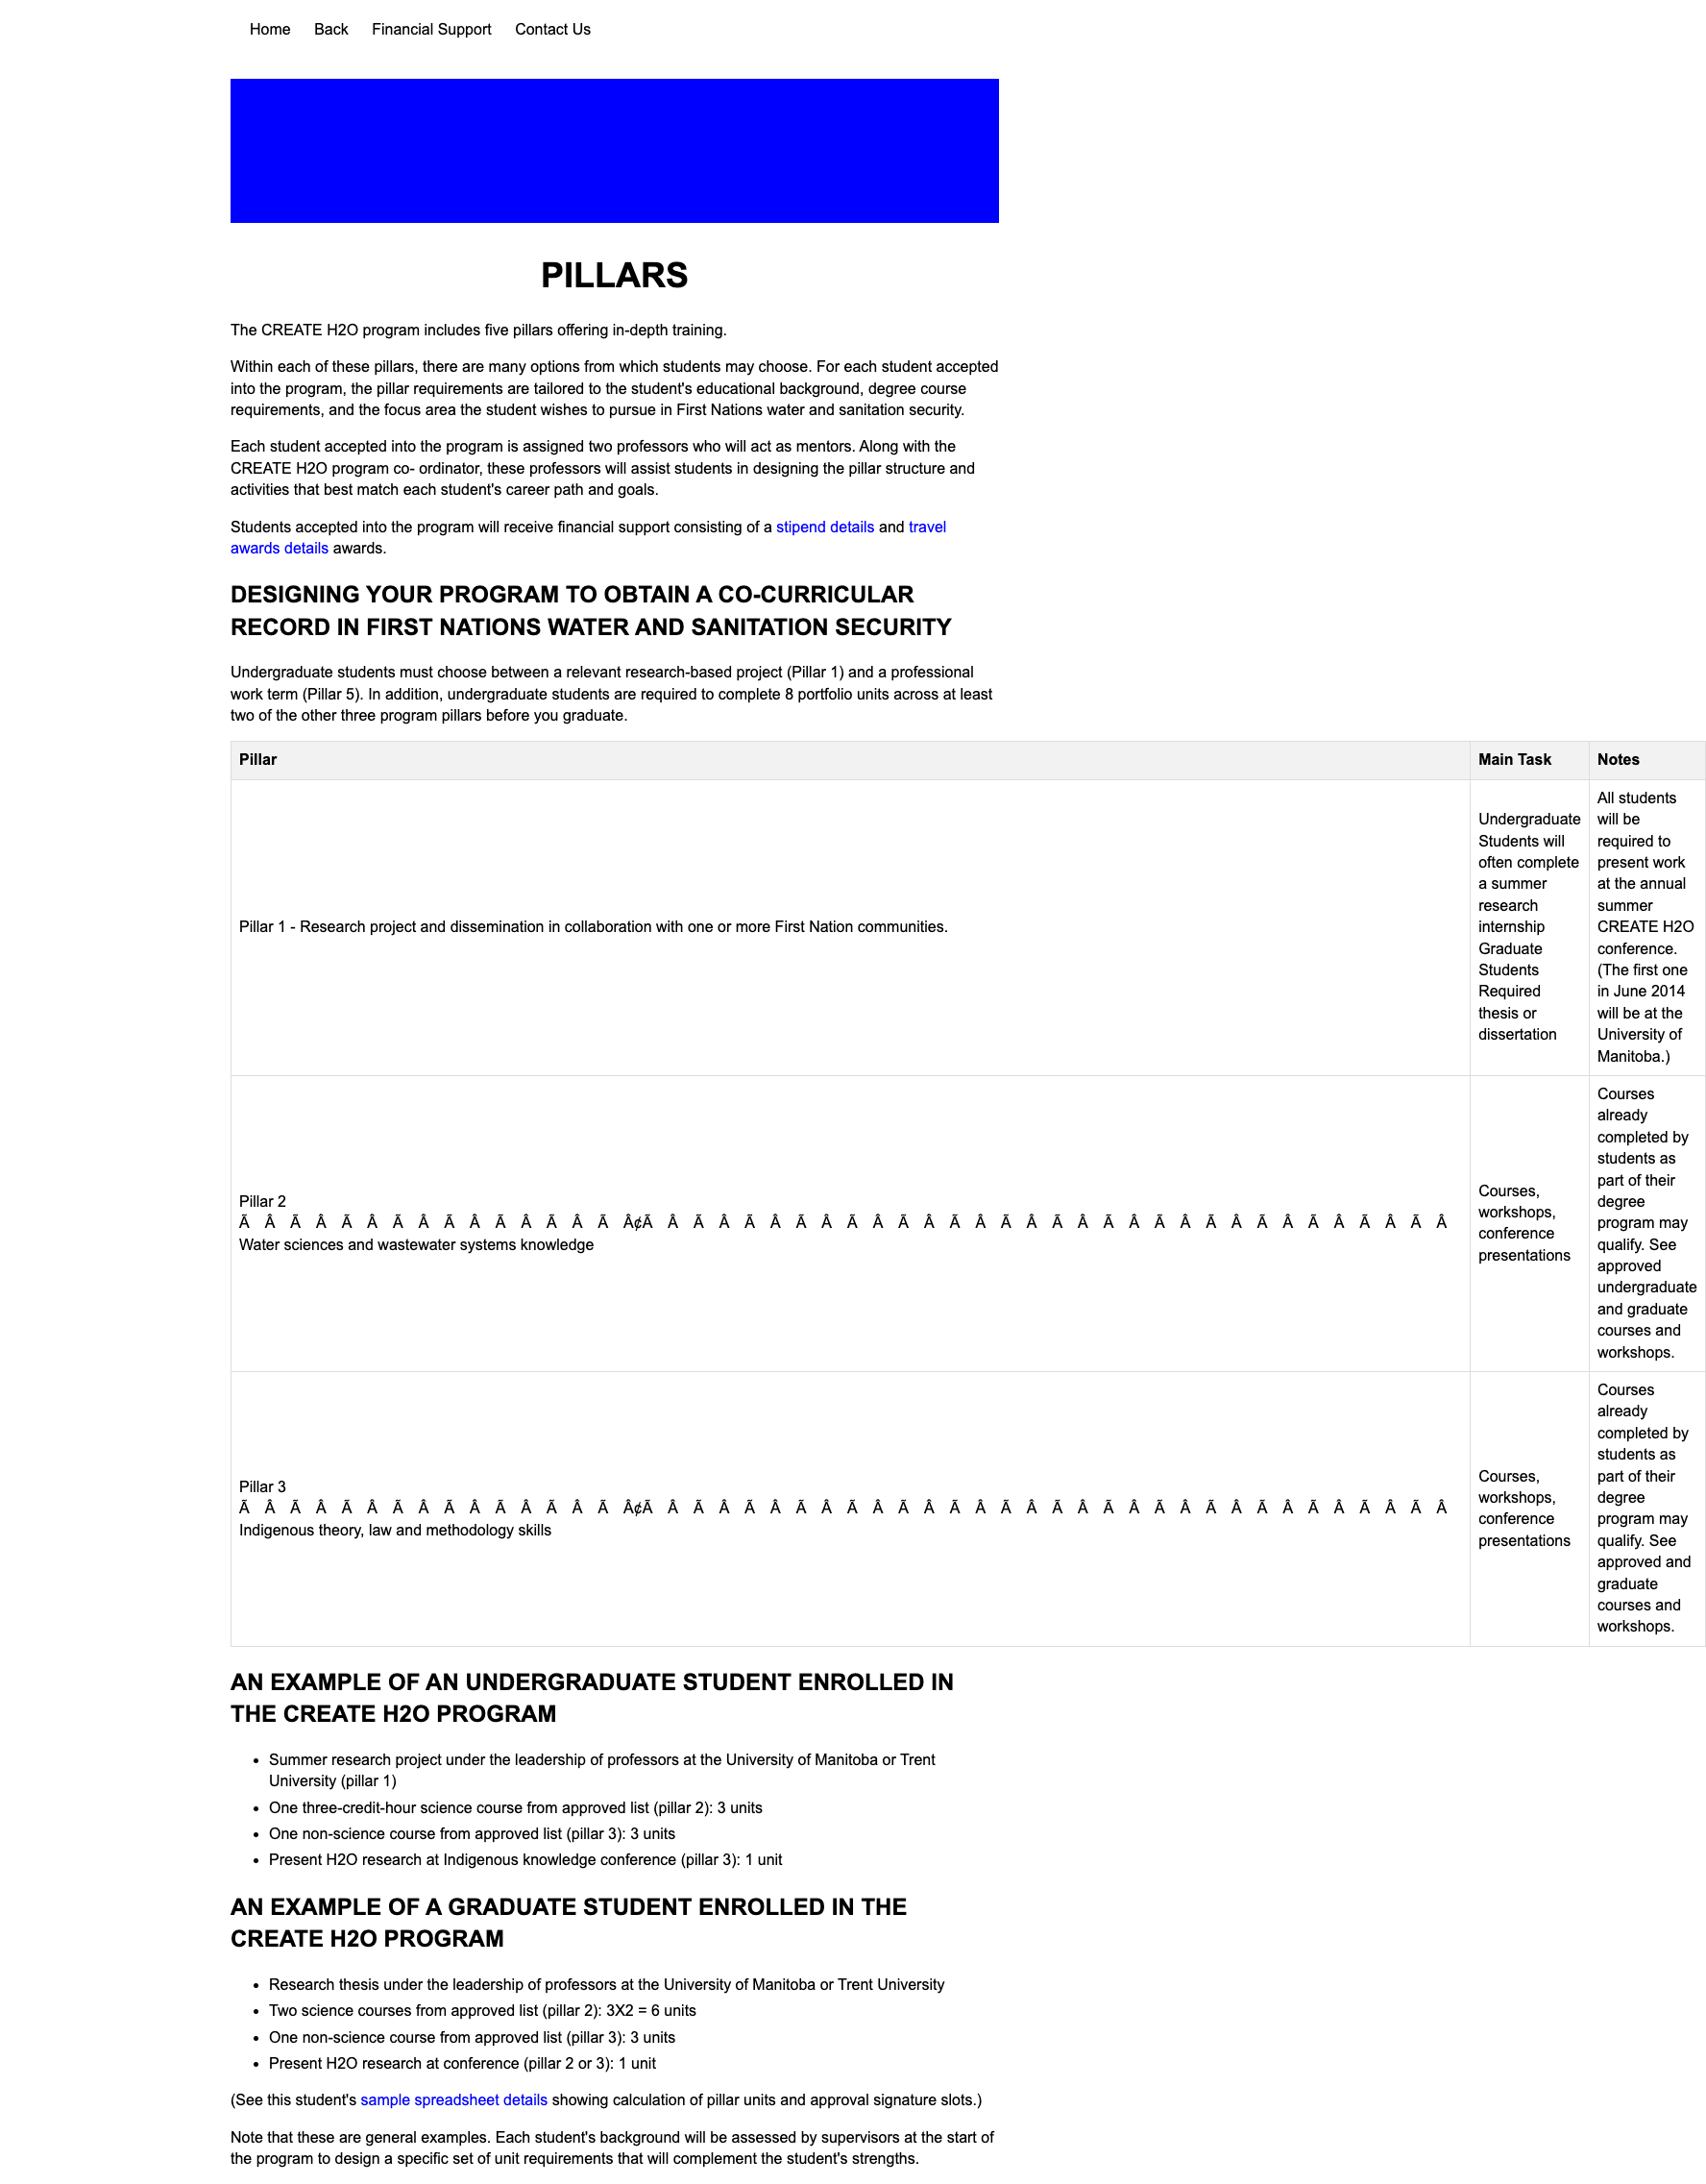 Home Back Financial Support Contact Us
PILLARS
The CREATE H2O program includes five pillars offering in-depth training.
Within each of these pillars, there are many options from which students may choose. For each student accepted
into the program, the pillar requirements are tailored to the student's educational background, degree course
requirements, and the focus area the student wishes to pursue in First Nations water and sanitation security.
Each student accepted into the program is assigned two professors who will act as mentors. Along with the
CREATE H2O program co- ordinator, these professors will assist students in designing the pillar structure and
activities that best match each student's career path and goals.
Students accepted into the program will receive financial support consisting of a stipend details and travel
awards details awards.
DESIGNING YOUR PROGRAM TO OBTAIN A CO-CURRICULAR
RECORD IN FIRST NATIONS WATER AND SANITATION SECURITY
Undergraduate students must choose between a relevant research-based project (Pillar 1) and a professional
work term (Pillar 5). In addition, undergraduate students are required to complete 8 portfolio units across at least
two of the other three program pillars before you graduate.
Pillar Main Task Notes
Pillar 1 - Research project and dissemination in collaboration with one or more First Nation communities.
Undergraduate
Students will
often complete
a summer
research
internship
Graduate
Students
Required
thesis or
dissertation
All students
will be
required to
present work
at the annual
summer
CREATE H2O
conference.
(The first one
in June 2014
will be at the
University of
Manitoba.)
Pillar 2
Ã Â Ã Â Ã Â Ã Â Ã Â Ã Â Ã Â Ã Â¢Ã Â Ã Â Ã Â Ã Â Ã Â Ã Â Ã Â Ã Â Ã Â Ã Â Ã Â Ã Â Ã Â Ã Â Ã Â Ã Â
Water sciences and wastewater systems knowledge
Courses,
workshops,
conference
presentations
Courses
already
completed by
students as
part of their
degree
program may
qualify. See
approved
undergraduate
and graduate
courses and
workshops.
Pillar 3
Ã Â Ã Â Ã Â Ã Â Ã Â Ã Â Ã Â Ã Â¢Ã Â Ã Â Ã Â Ã Â Ã Â Ã Â Ã Â Ã Â Ã Â Ã Â Ã Â Ã Â Ã Â Ã Â Ã Â Ã Â
Indigenous theory, law and methodology skills
Courses,
workshops,
conference
presentations
Courses
already
completed by
students as
part of their
degree
program may
qualify. See
approved and
graduate
courses and
workshops.
AN EXAMPLE OF AN UNDERGRADUATE STUDENT ENROLLED IN
THE CREATE H2O PROGRAM
• Summer research project under the leadership of professors at the University of Manitoba or Trent
University (pillar 1)
• One three-credit-hour science course from approved list (pillar 2): 3 units
• One non-science course from approved list (pillar 3): 3 units
• Present H2O research at Indigenous knowledge conference (pillar 3): 1 unit
AN EXAMPLE OF A GRADUATE STUDENT ENROLLED IN THE
CREATE H2O PROGRAM
• Research thesis under the leadership of professors at the University of Manitoba or Trent University
• Two science courses from approved list (pillar 2): 3X2 = 6 units
• One non-science course from approved list (pillar 3): 3 units
• Present H2O research at conference (pillar 2 or 3): 1 unit
(See this student's sample spreadsheet details showing calculation of pillar units and approval signature slots.)
Note that these are general examples. Each student's background will be assessed by supervisors at the start of
the program to design a specific set of unit requirements that will complement the student's strengths.